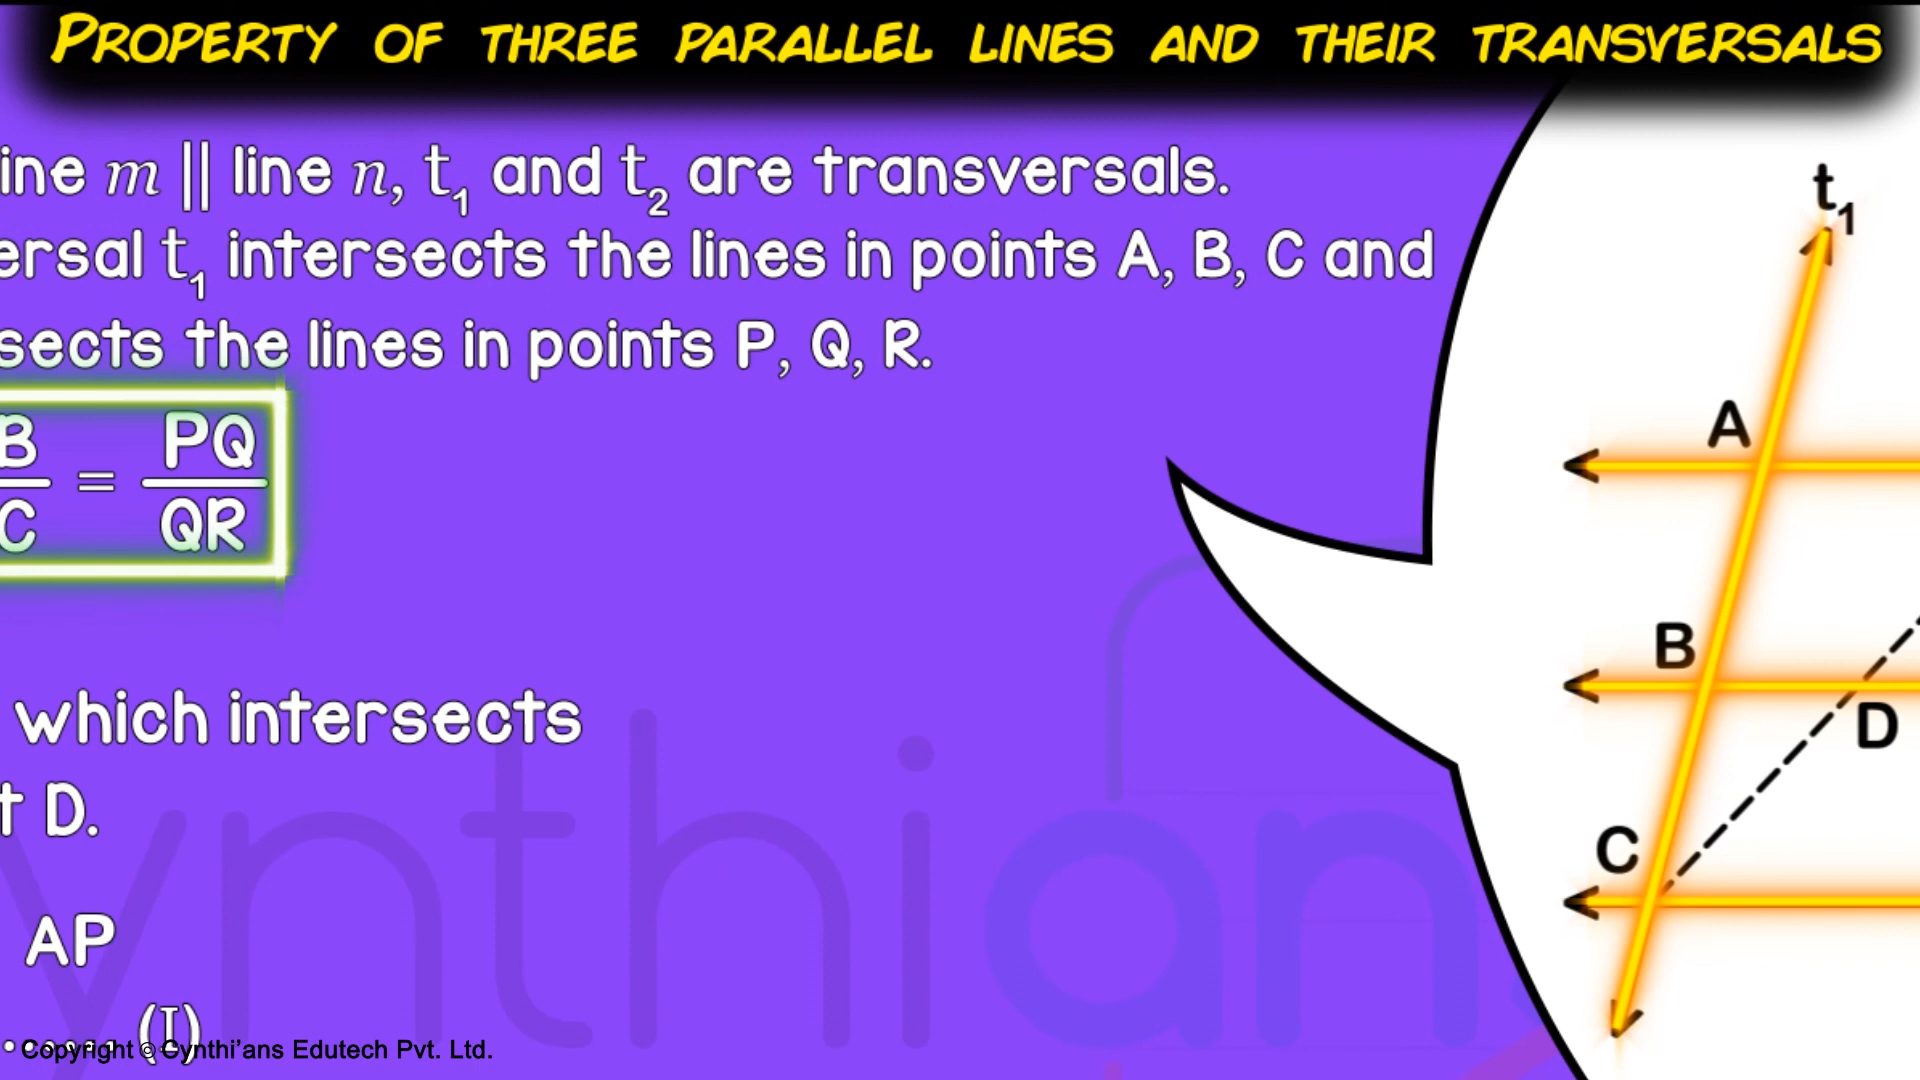 PROPERTY OF THREE PARALLEL LINES AND THEIR TRANSVERSALS
ine m || line n, t₁ and t₂ are transversals.
ersal t₁ intersects the lines in points A, B, C and
sects the lines in points P, Q, R.
B/C = PQ/QR
which intersects
t D.
AP
...... (I)
Copyright © Cynthi'ans Edutech Pvt. Ltd.
ynthians
t₁
A
B
D
C